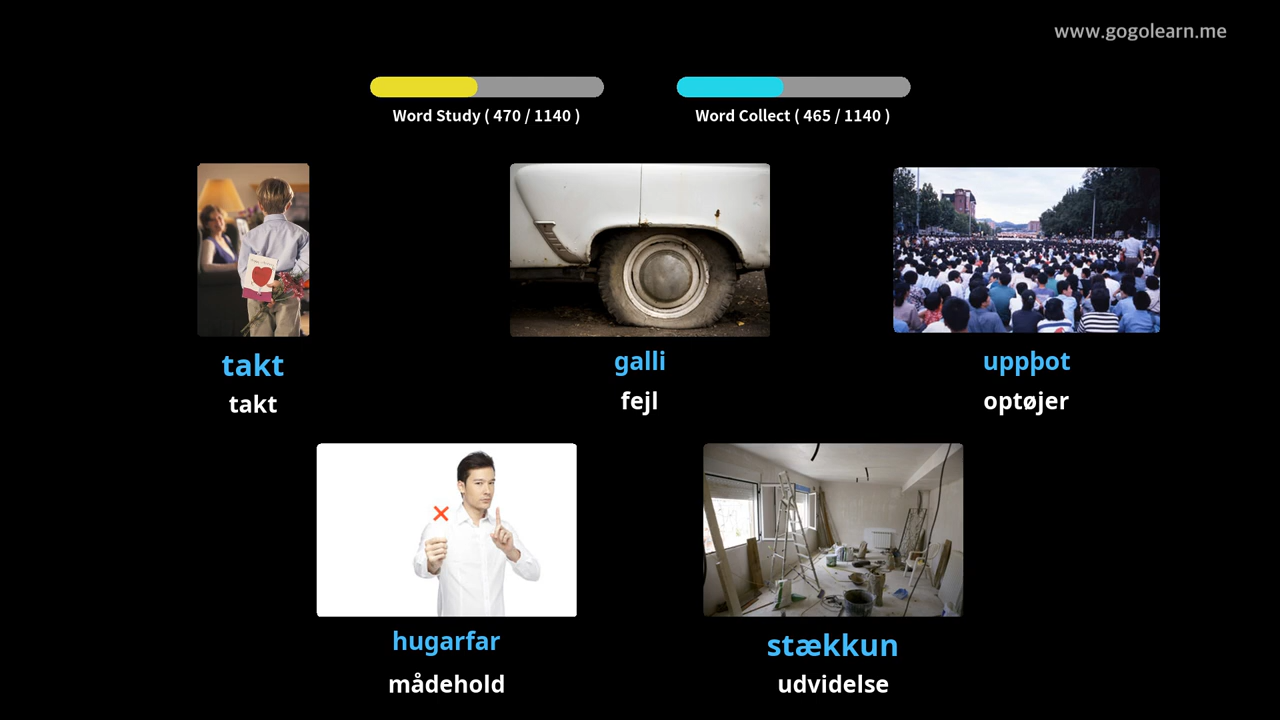 www.gogolearn.me
Word Study ( 470 / 1140 )
Word Collect ( 465 / 1140 )
takt
takt
galli
fejl
uppþot
optøjer
hugarfar
mådehold
stækkun
udvidelse